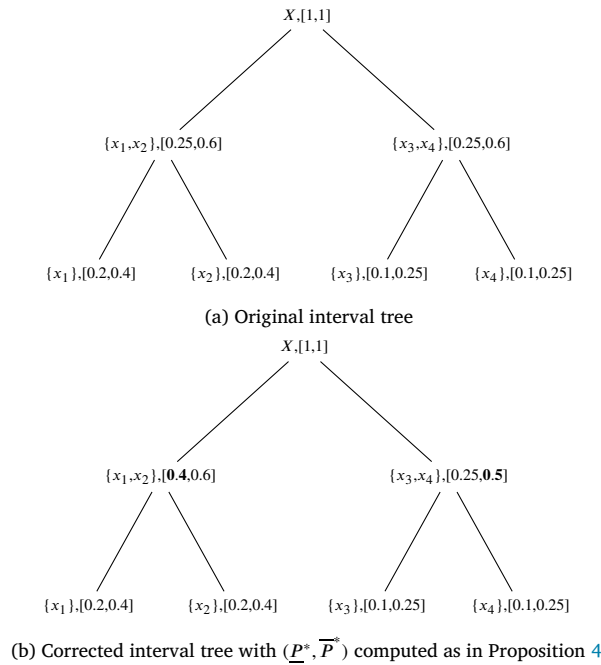 X,[1,1]
{x₁,x₂},[0.25,0.6] {x₃,x₄},[0.25,0.6]
{x₁},[0.2,0.4] {x₂},[0.2,0.4] {x₃},[0.1,0.25] {x₄},[0.1,0.25]
(a) Original interval tree
X,[1,1]
{x₁,x₂},[0.4,0.6] {x₃,x₄},[0.25,0.5]
{x₁},[0.2,0.4] {x₂},[0.2,0.4] {x₃},[0.1,0.25] {x₄},[0.1,0.25]
(b) Corrected interval tree with (P̲*, P̅*) computed as in Proposition 4